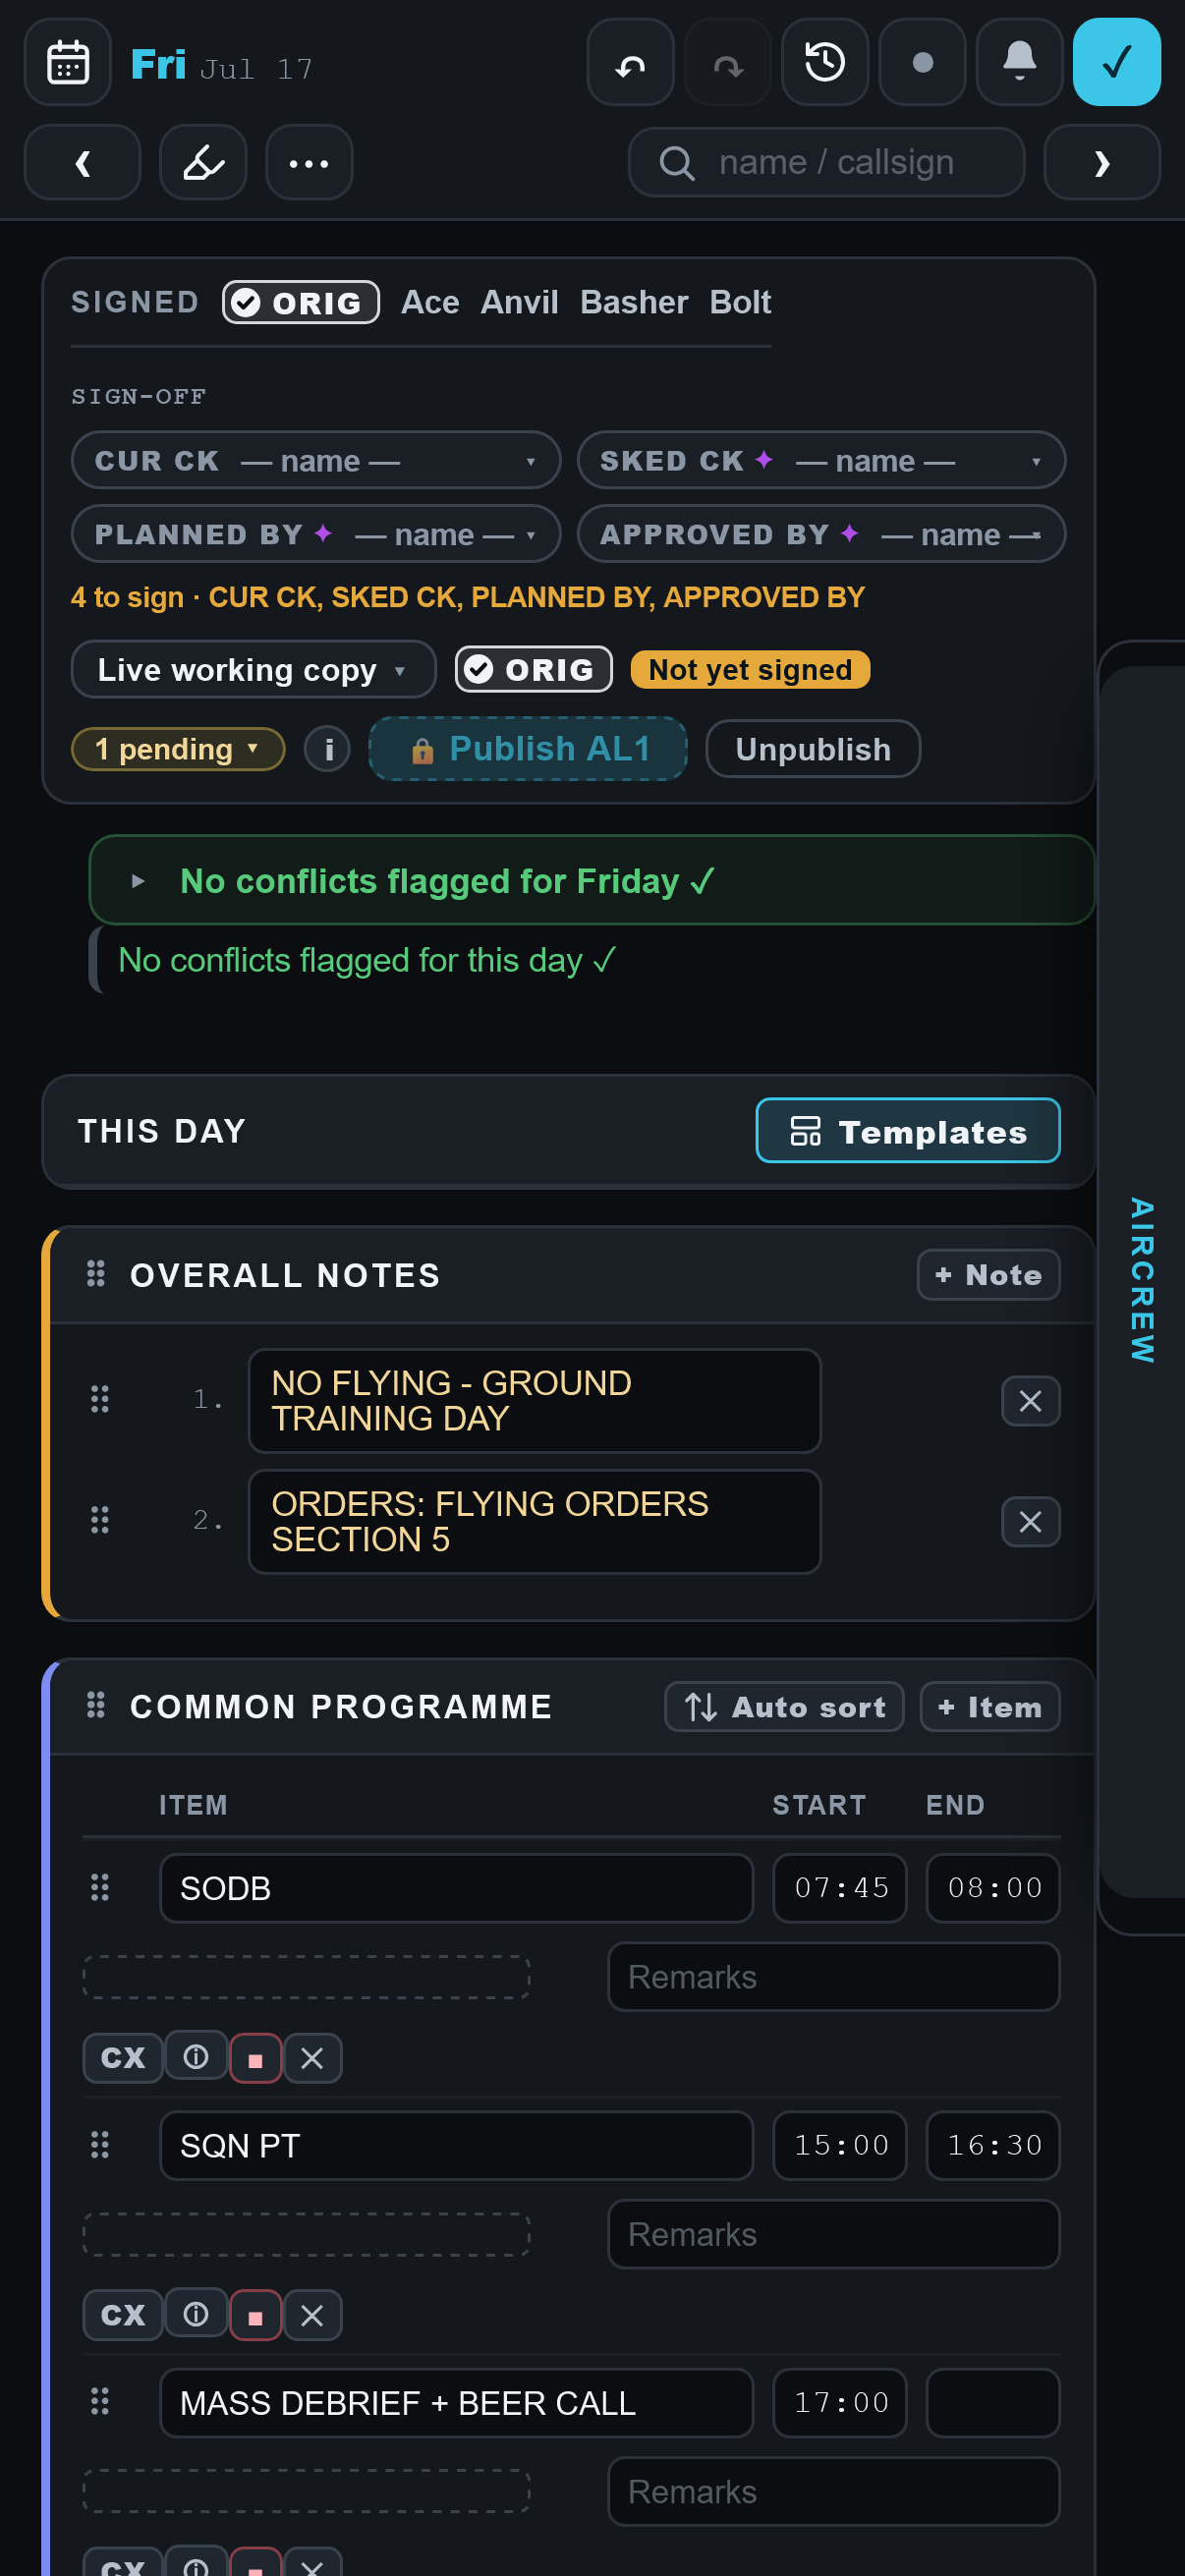 Fri Jul 17
name / callsign
SIGNED ORIG Ace Anvil Basher Bolt
SIGN-OFF
CUR CK — name —
SKED CK ✦ — name —
PLANNED BY ✦ — name —
APPROVED BY ✦ — name —
4 to sign · CUR CK, SKED CK, PLANNED BY, APPROVED BY
Live working copy ORIG Not yet signed
1 pending i Publish AL1 Unpublish
No conflicts flagged for Friday ✓
No conflicts flagged for this day ✓
THIS DAY Templates
AIRCREW
OVERALL NOTES + Note
1. NO FLYING - GROUND
TRAINING DAY
2. ORDERS: FLYING ORDERS
SECTION 5
COMMON PROGRAMME Auto sort + Item
ITEM START END
SODB 07:45 08:00
Remarks
CX
SQN PT 15:00 16:30
Remarks
CX
MASS DEBRIEF + BEER CALL 17:00
Remarks
CX